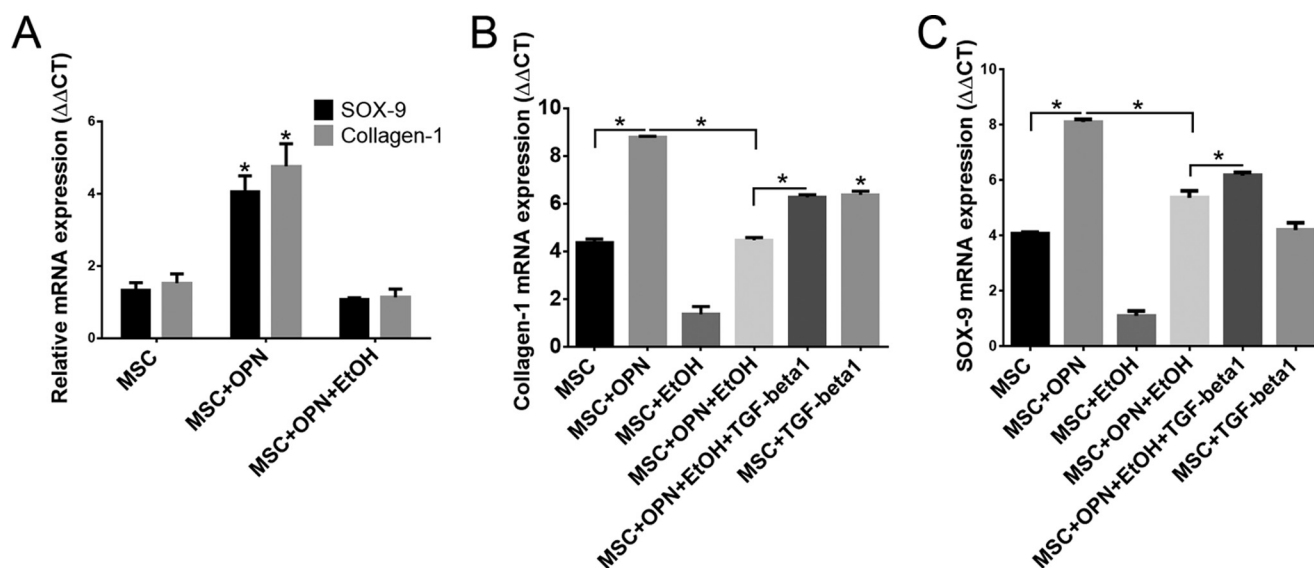 A
Relative mRNA expression (ΔΔCT)
6
4
2
0
SOX-9
Collagen-1
*
*
MSC
MSC+OPN
MSC+OPN+EtOH
B
Collagen-1 mRNA expression (ΔΔCT)
10
8
6
4
2
0
*
*
*
*
MSC
MSC+OPN
MSC+EtOH
MSC+OPN+EtOH
MSC+OPN+EtOH+TGF-beta1
MSC+TGF-beta1
C
SOX-9 mRNA expression (ΔΔCT)
10
8
6
4
2
0
*
*
*
MSC
MSC+OPN
MSC+EtOH
MSC+OPN+EtOH
MSC+OPN+EtOH+TGF-beta1
MSC+TGF-beta1